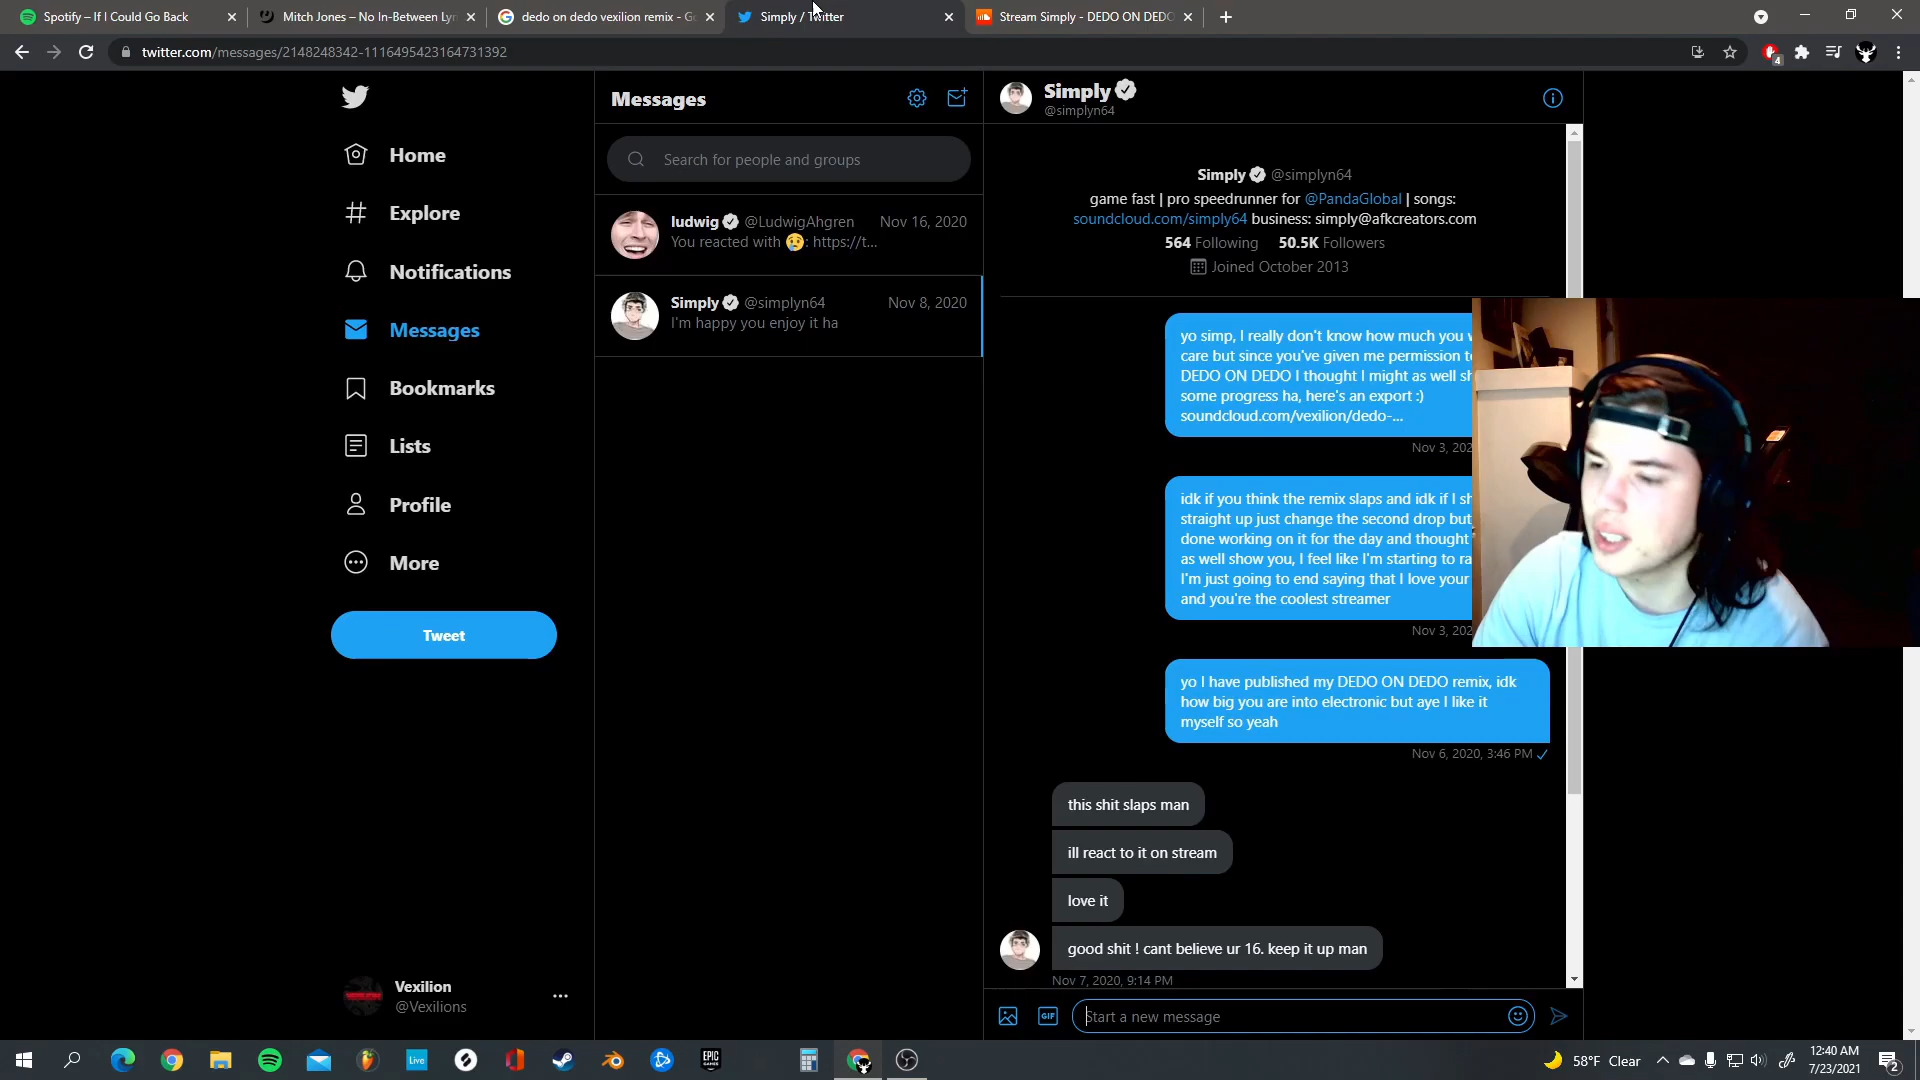 Spotify – If I Could Go Back
Mitch Jones – No In-Between Lyr
dedo on dedo vexilion remix - G
Simply / Twitter
Stream Simply - DEDO ON DEDO
twitter.com/messages/2148248342-1116495423164731392
4
Home
Explore
Notifications
Messages
Bookmarks
Lists
Profile
More
Tweet
Vexilion
@Vexilions
Messages
Search for people and groups
ludwig @LudwigAhgren Nov 16, 2020
You reacted with 😢: https://t...
Simply @simplyn64 Nov 8, 2020
I'm happy you enjoy it ha
Simply
@simplyn64
Simply @simplyn64
game fast | pro speedrunner for @PandaGlobal | songs:
soundcloud.com/simply64 business: simply@afkcreators.com
564 Following 50.5K Followers
Joined October 2013
yo simp, I really don't know how much you
care but since you've given me permission
DEDO ON DEDO I thought I might as well
some progress ha, here's an export :)
soundcloud.com/vexilion/dedo-...
Nov 3,
idk if you think the remix slaps and idk if I
straight up just change the second drop but
done working on it for the day and thought
as well show you, I feel like I'm starting to
I'm just going to end saying that I love your
and you're the coolest streamer
Nov 3,
yo I have published my DEDO ON DEDO remix, idk
how big you are into electronic but aye I like it
myself so yeah
Nov 6, 2020, 3:46 PM
this shit slaps man
ill react to it on stream
love it
good shit ! cant believe ur 16. keep it up man
Nov 7, 2020, 9:14 PM
GIF
Start a new message
Live
EPIC
58°F Clear
12:40 AM
7/23/2021
2